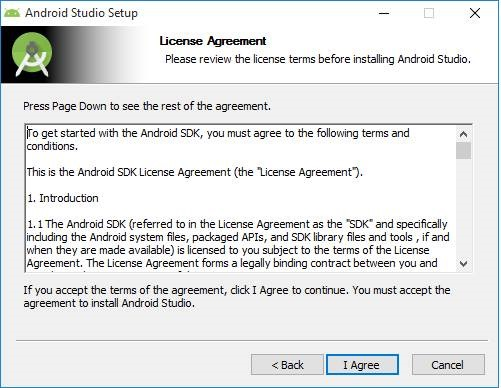 Android Studio Setup
License Agreement
Please review the license terms before installing Android Studio.
Press Page Down to see the rest of the agreement.
To get started with the Android SDK, you must agree to the following terms and
conditions.
This is the Android SDK License Agreement (the "License Agreement").
1. Introduction
1.1 The Android SDK (referred to in the License Agreement as the "SDK" and specifically
including the Android system files, packaged APIs, and SDK library files and tools , if and
when they are made available) is licensed to you subject to the terms of the License
Agreement. The License Agreement forms a legally binding contract between you and
If you accept the terms of the agreement, click I Agree to continue. You must accept the
agreement to install Android Studio.
< Back
I Agree
Cancel